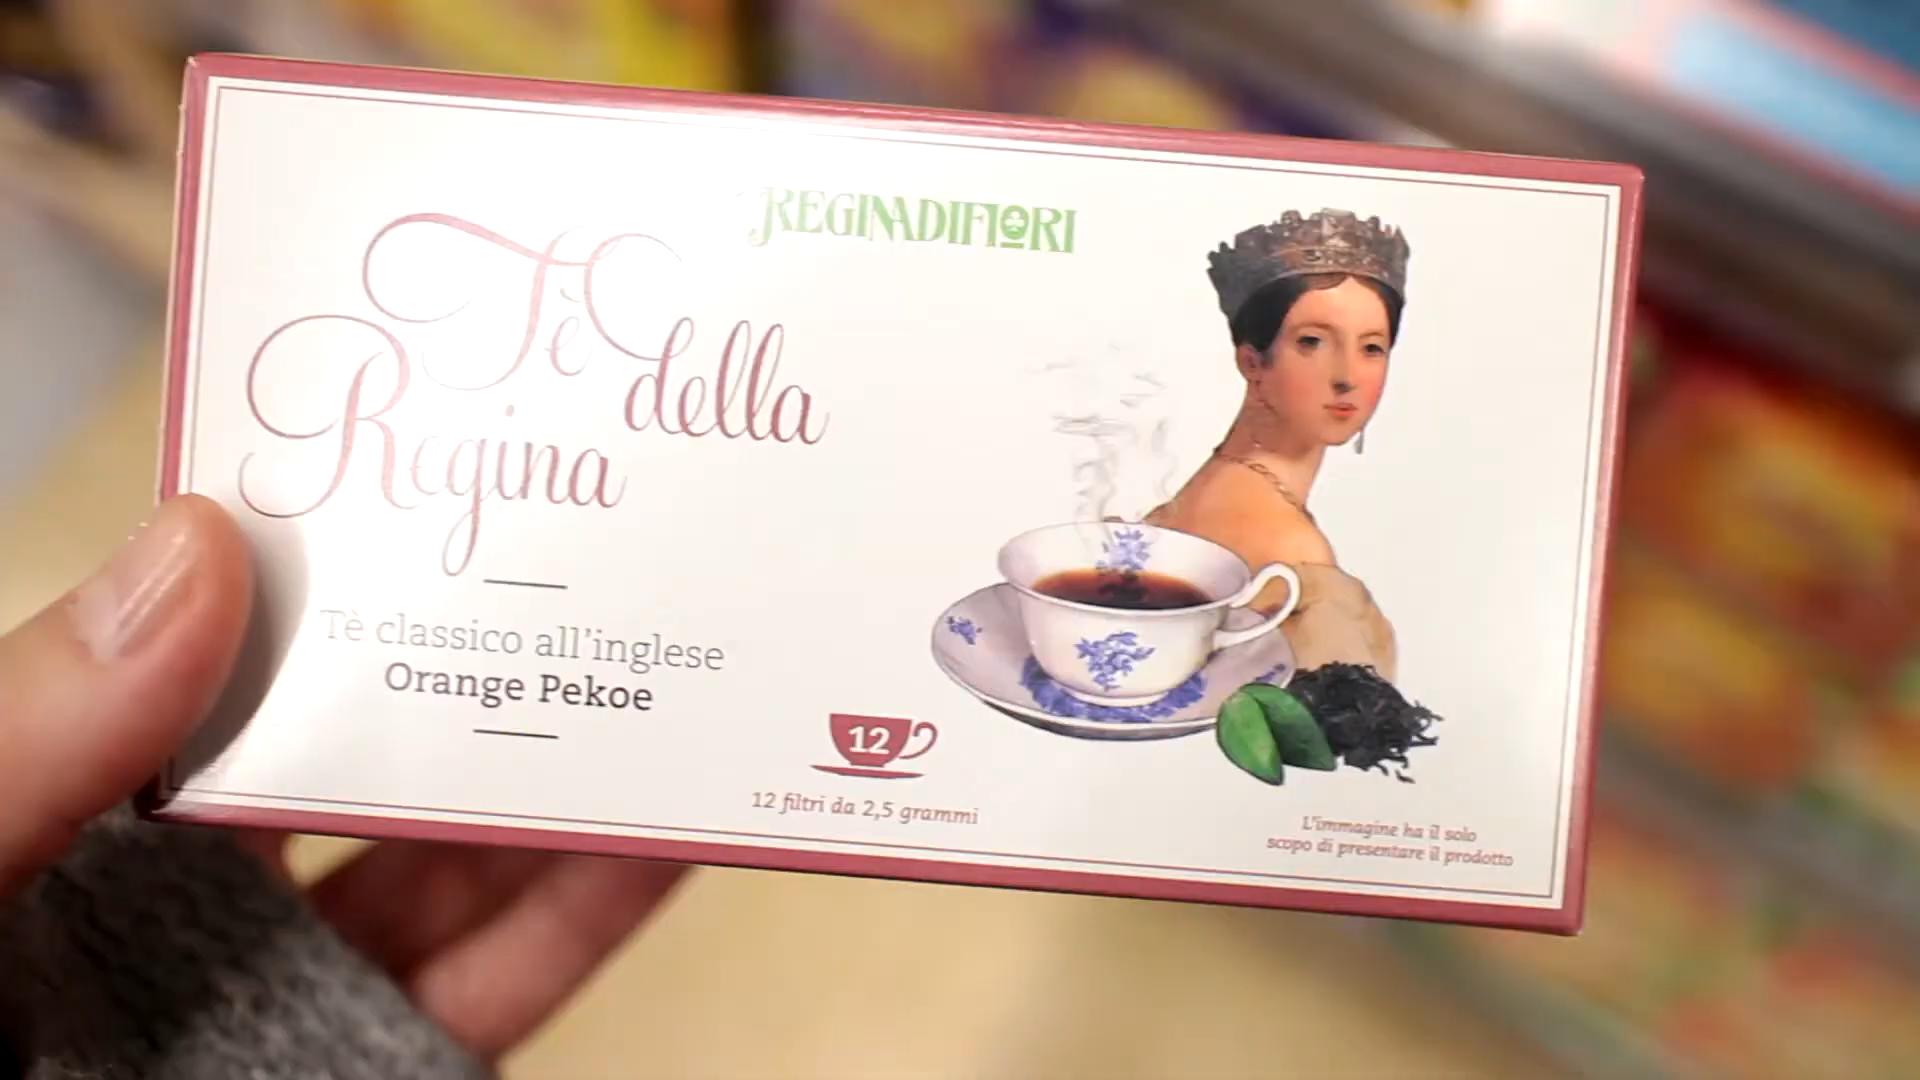 REGINADIFIORI
Tè della
Regina
Tè classico all'inglese
Orange Pekoe
12
12 filtri da 2,5 grammi
L'immagine ha il solo
scopo di presentare il prodotto